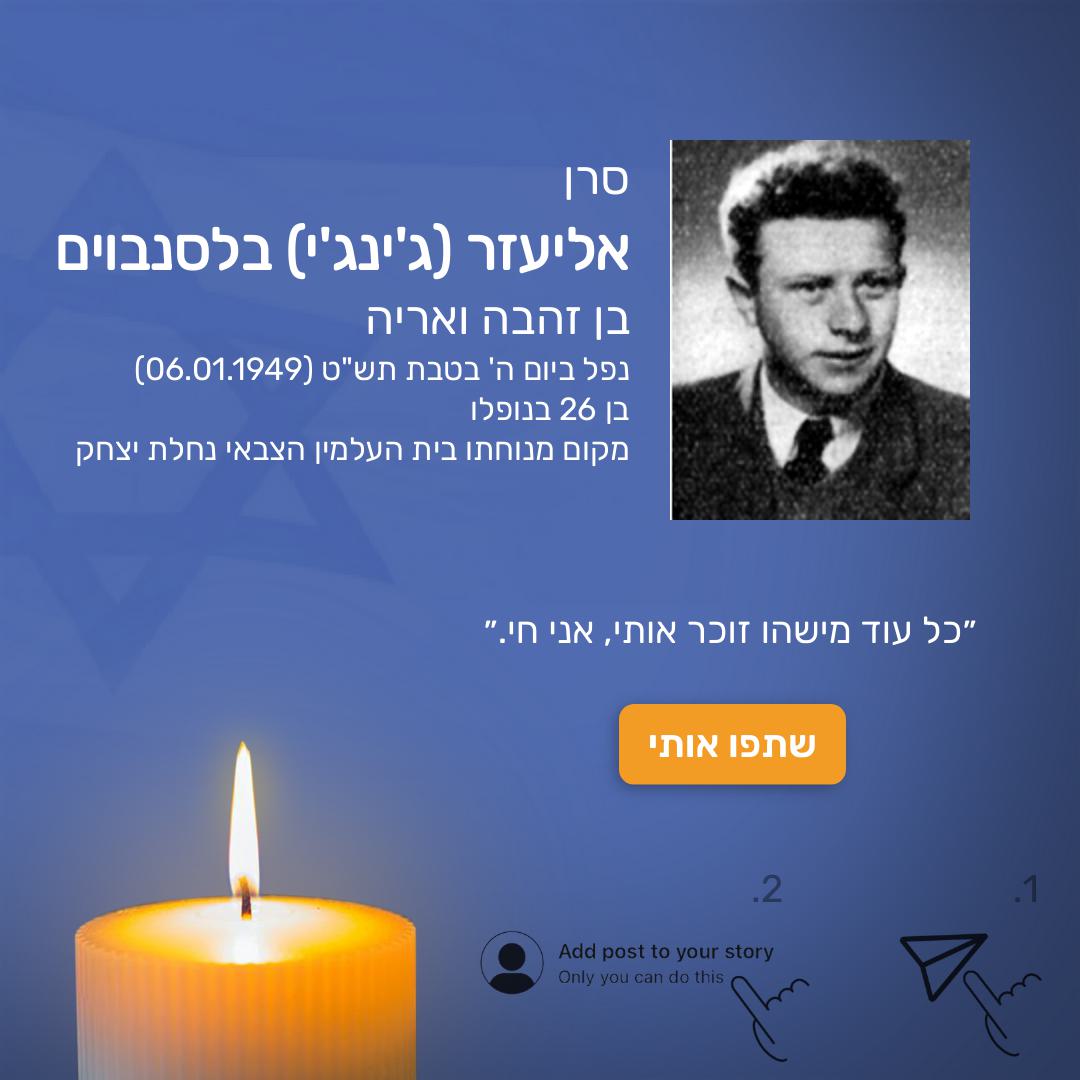 סרן
אליעזר (ג'ינג'י) בלסנבוים
בן זהבה ואריה
נפל ביום ה' בטבת תש"ט (06.01.1949)
בן 26 בנופלו
מקום מנוחתו בית העלמין הצבאי נחלת יצחק
״כל עוד מישהו זוכר אותי, אני חי.״
שתפו אותי
.1
.2
Add post to your story
Only you can do this